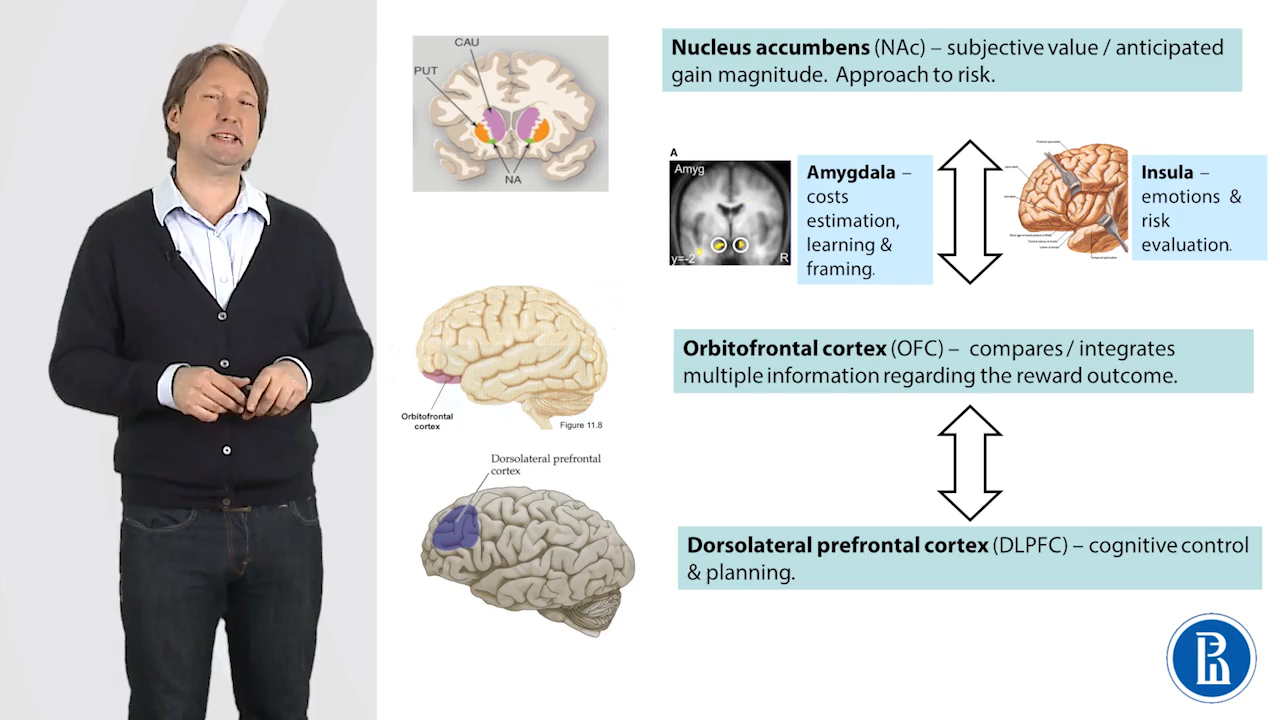 CAU
PUT
NA
Nucleus accumbens (NAc) – subjective value / anticipated
gain magnitude. Approach to risk.
A
Amyg
y=-2
R
Amygdala –
costs
estimation,
learning &
framing.
Insula –
emotions &
risk
evaluation.
Orbitofrontal
cortex
Figure 11.8
Orbitofrontal cortex (OFC) – compares / integrates
multiple information regarding the reward outcome.
Dorsolateral prefrontal
cortex
Dorsolateral prefrontal cortex (DLPFC) – cognitive control
& planning.